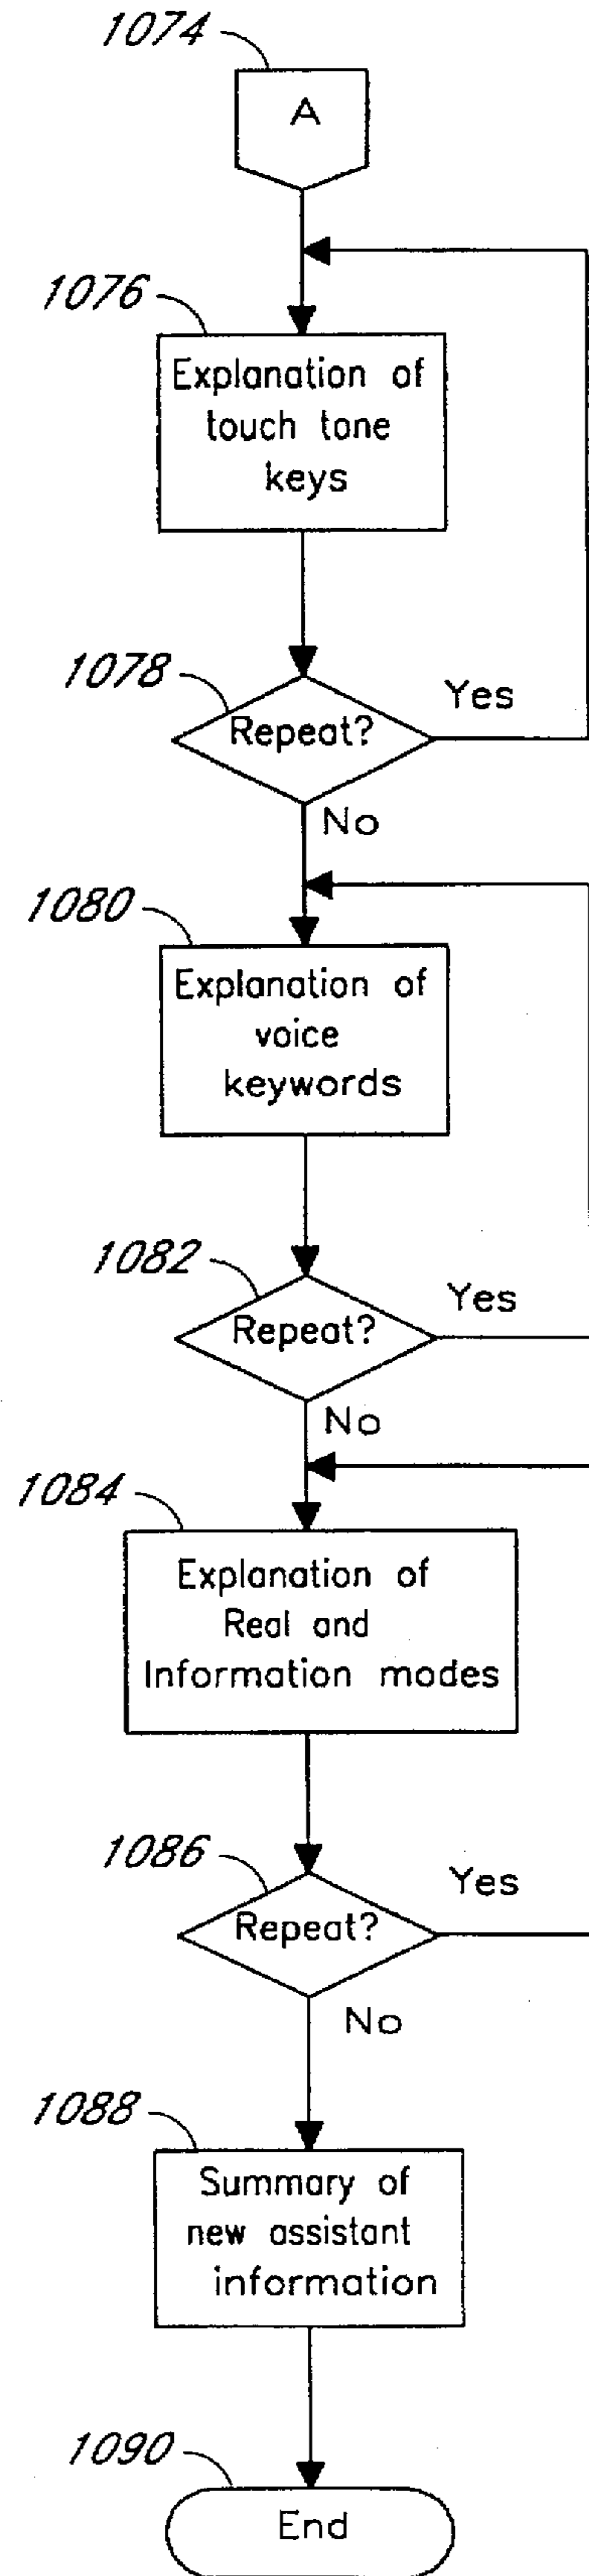 1074
A
1076
Explanation of
touch tone
keys
1078
Repeat?
Yes
No
1080
Explanation of
voice
keywords
1082
Repeat?
Yes
No
1084
Explanation of
Real and
Information modes
1086
Repeat?
Yes
No
1088
Summary of
new assistant
information
1090
End